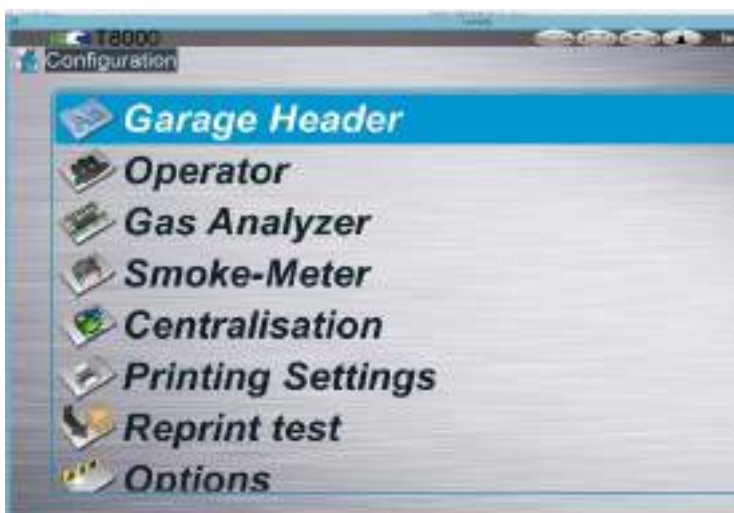 T8000
Configuration
Garage Header
Operator
Gas Analyzer
Smoke-Meter
Centralisation
Printing Settings
Reprint test
Options